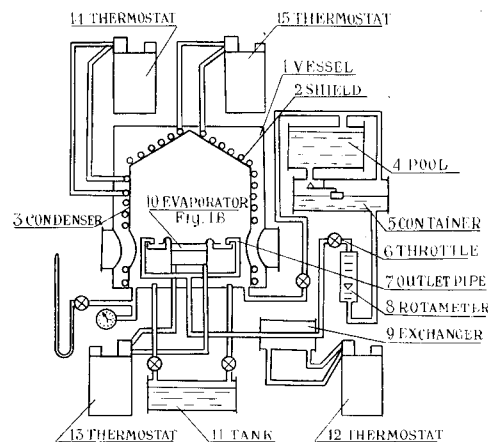 14 THERMOSTAT
15 THERMOSTAT
1 VESSEL
2 SHIELD
4 POOL
10 EVAPORATOR
Fig. 1B
3 CONDENSER
5 CONTAINER
6 THROTTLE
7 OUTLET PIPE
8 ROTAMETER
9 EXCHANGER
13 THERMOSTAT
11 TANK
12 THERMOSTAT